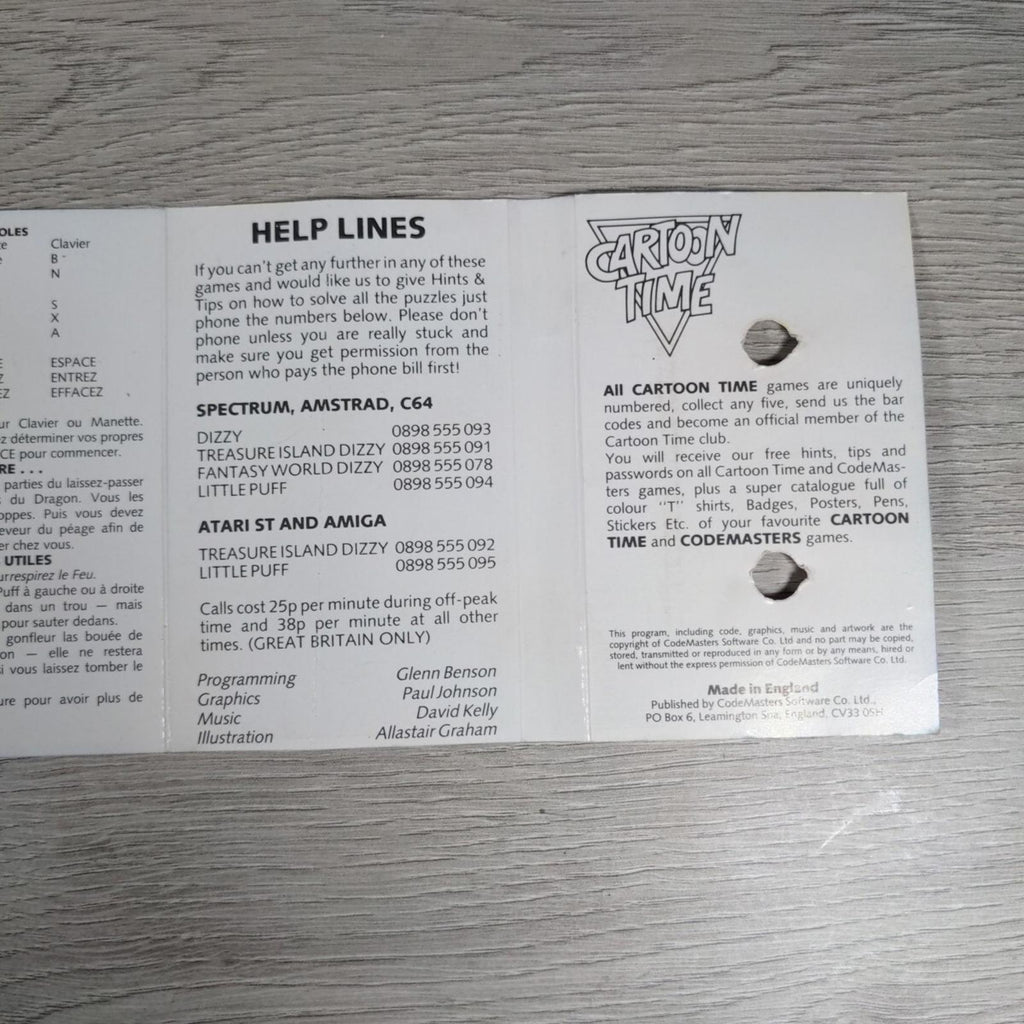 OLES
Clavier
B
N
S
X
A
ESPACE
ENTREZ
EFFACEZ
Clavier ou Manette.
déterminer vos propres
CE pour commencer.
RE . . .
parties du laissez-passer
du Dragon. Vous les
Puis vous devez
du péage afin de
chez vous.
UTILES
le Feu.
Puff à gauche ou à droite
dans un trou — mais
pour sauter dedans.
gonfleur las bouée de
— elle ne restera
vous laissez tomber le
pour avoir plus de
HELP LINES
If you can't get any further in any of these
games and would like us to give Hints &
Tips on how to solve all the puzzles just
phone the numbers below. Please don't
phone unless you are really stuck and
make sure you get permission from the
person who pays the phone bill first!
SPECTRUM, AMSTRAD, C64
DIZZY 0898 555 093
TREASURE ISLAND DIZZY 0898 555 091
FANTASY WORLD DIZZY 0898 555 078
LITTLE PUFF 0898 555 094
ATARI ST AND AMIGA
TREASURE ISLAND DIZZY 0898 555 092
LITTLE PUFF 0898 555 095
Calls cost 25p per minute during off-peak
time and 38p per minute at all other
times. (GREAT BRITAIN ONLY)
Programming Glenn Benson
Graphics Paul Johnson
Music David Kelly
Illustration Allastair Graham
CARTOON
TIME
All CARTOON TIME games are uniquely
numbered, collect any five, send us the bar
codes and become an official member of the
Cartoon Time club.
You will receive our free hints, tips and
passwords on all Cartoon Time and CodeMas-
ters games, plus a super catalogue full of
colour "T" shirts, Badges, Posters, Pens,
Stickers Etc. of your favourite CARTOON
TIME and CODEMASTERS games.
This program, including code, graphics, music and artwork are the
copyright of CodeMasters Software Co. Ltd and no part may be copied,
stored, transmitted or reproduced in any form or by any means, hired or
lent without the express permission of CodeMasters Software Co. Ltd.
Made in England
Published by CodeMasters Software Co. Ltd.,
PO Box 6, Leamington Spa, England, CV33 0SH